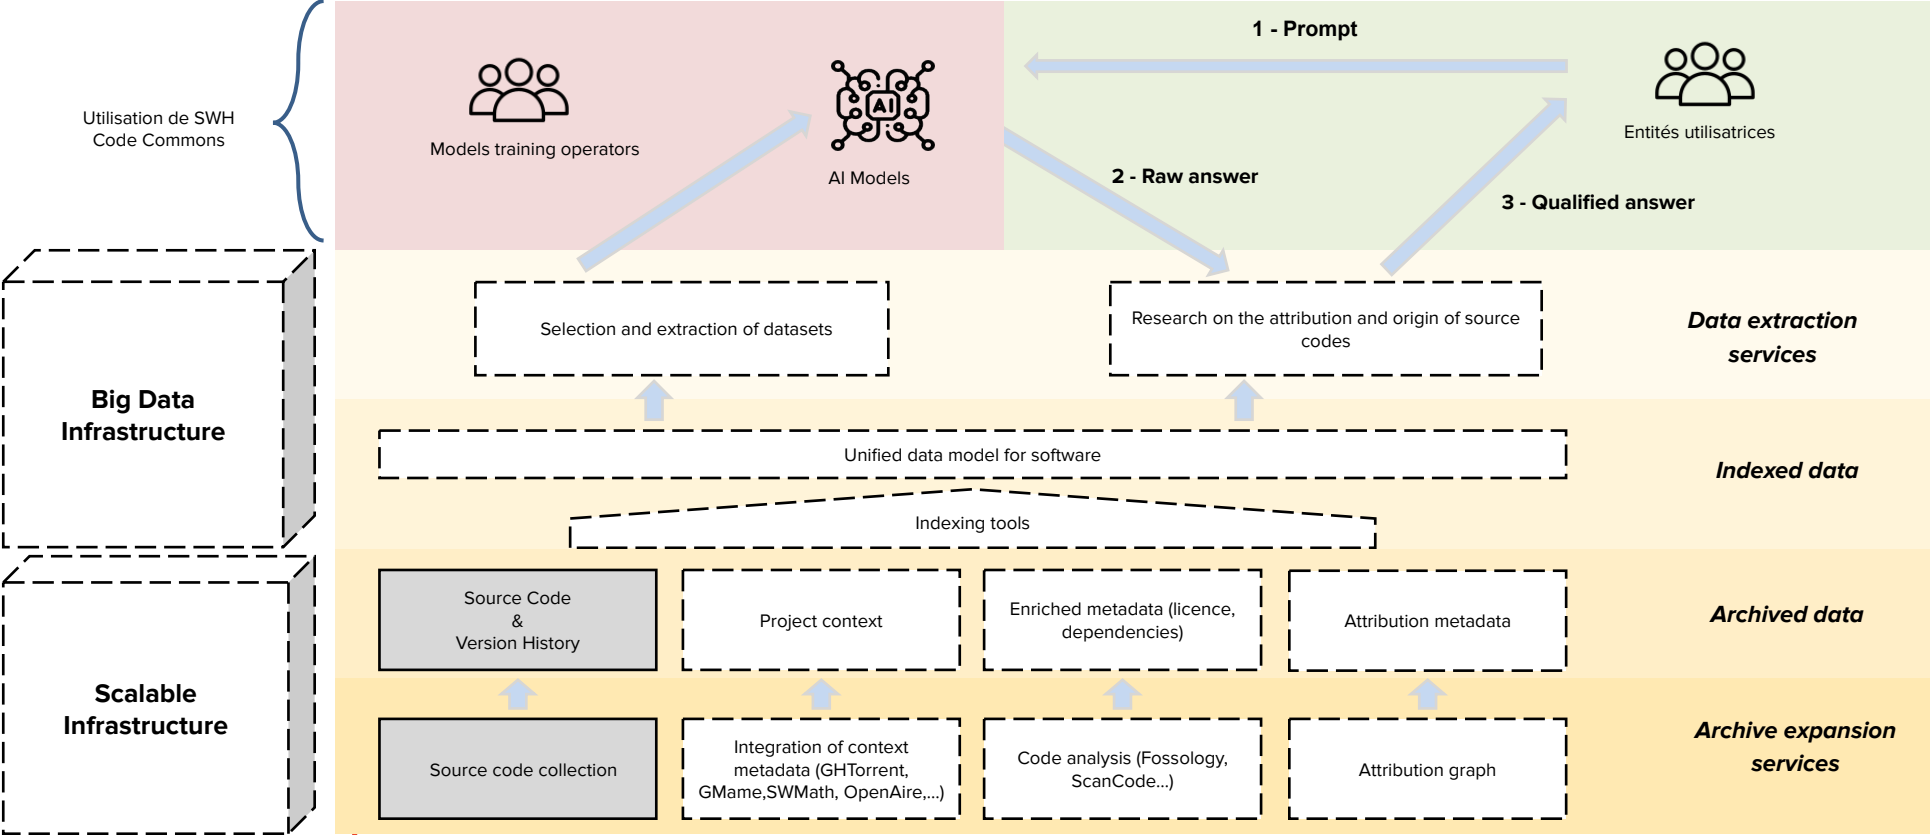 1 - Prompt
Utilisation de SWH
Code Commons
Models training operators
AI
AI Models
Entités utilisatrices
2 - Raw answer
3 - Qualified answer
Big Data
Infrastructure
Selection and extraction of datasets
Research on the attribution and origin of source
codes
Data extraction
services
Unified data model for software
Indexed data
Indexing tools
Scalable
Infrastructure
Source Code
&
Version History
Project context
Enriched metadata (licence,
dependencies)
Attribution metadata
Archived data
Source code collection
Integration of context
metadata (GHTorrent,
GMame,SWMath, OpenAire,...)
Code analysis (Fossology,
ScanCode...)
Attribution graph
Archive expansion
services